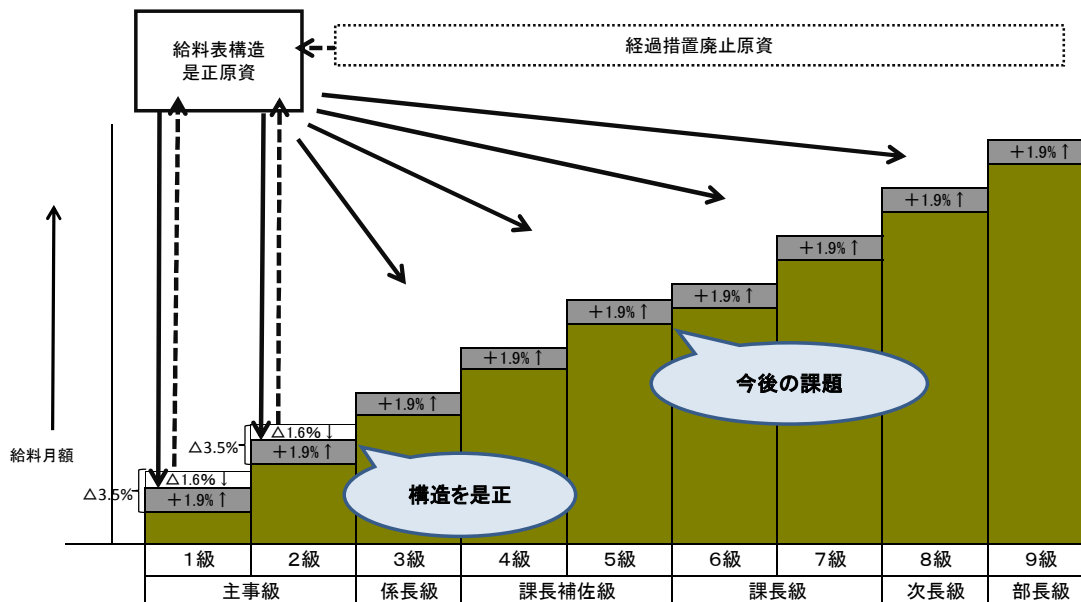 給料表構造
是正原資
経過措置廃止原資
+1.9% ↑
+1.9% ↑
+1.9% ↑
+1.9% ↑
+1.9% ↑
+1.9% ↑
今後の課題
+1.9% ↑
△1.6% ↓
△3.5%
+1.9% ↑
給料月額
△1.6% ↓
△3.5%
+1.9% ↑
構造を是正
1級
2級
3級
4級
5級
6級
7級
8級
9級
主事級
係長級
課長補佐級
課長級
次長級
部長級